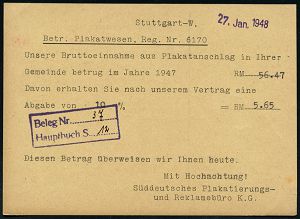 Stuttgart-W, 27. Jan. 1948
Betr. Plakatwesen, Reg. Nr. 6170
Unsere Bruttoeinnahme aus Plakatanschlag in Ihrer
Gemeinde betrug im Jahre 1947 RM 56.47
Davon erhalten Sie nach unserem Vertrag eine
Abgabe von 10 % = RM 5.65
Beleg Nr. 37
Hauptbuch S.
Diesen Betrag überweisen wir Ihnen heute.
Mit Hochachtung!
Süddeutsches Plakatierungs-
und Reklamebüro K.G.